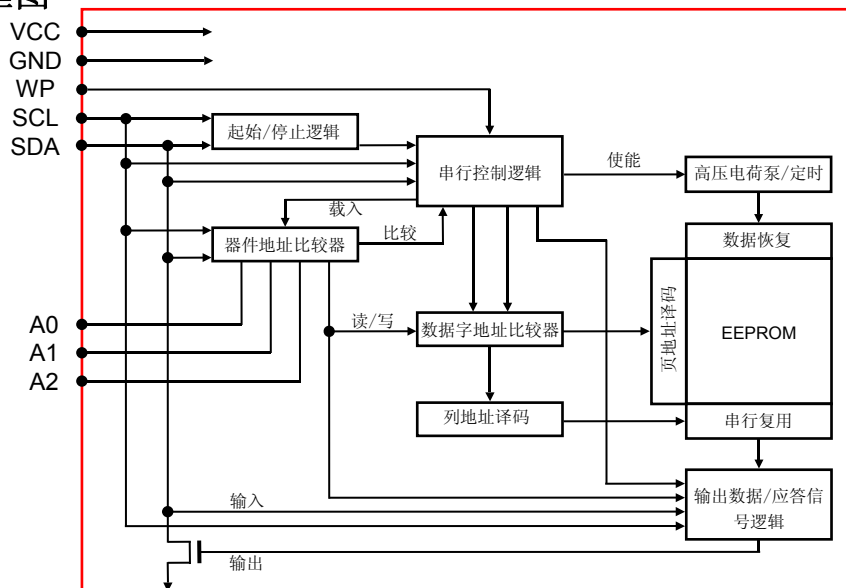 VCC
GND
WP
SCL
SDA
起始/停止逻辑
串行控制逻辑
使能
高压电荷泵/定时
载入
器件地址比较器
比较
数据恢复
A0
A1
A2
读/写
数据字地址比较器
页地址译码
EEPROM
列地址译码
串行复用
输入
输出数据/应答信
号逻辑
输出